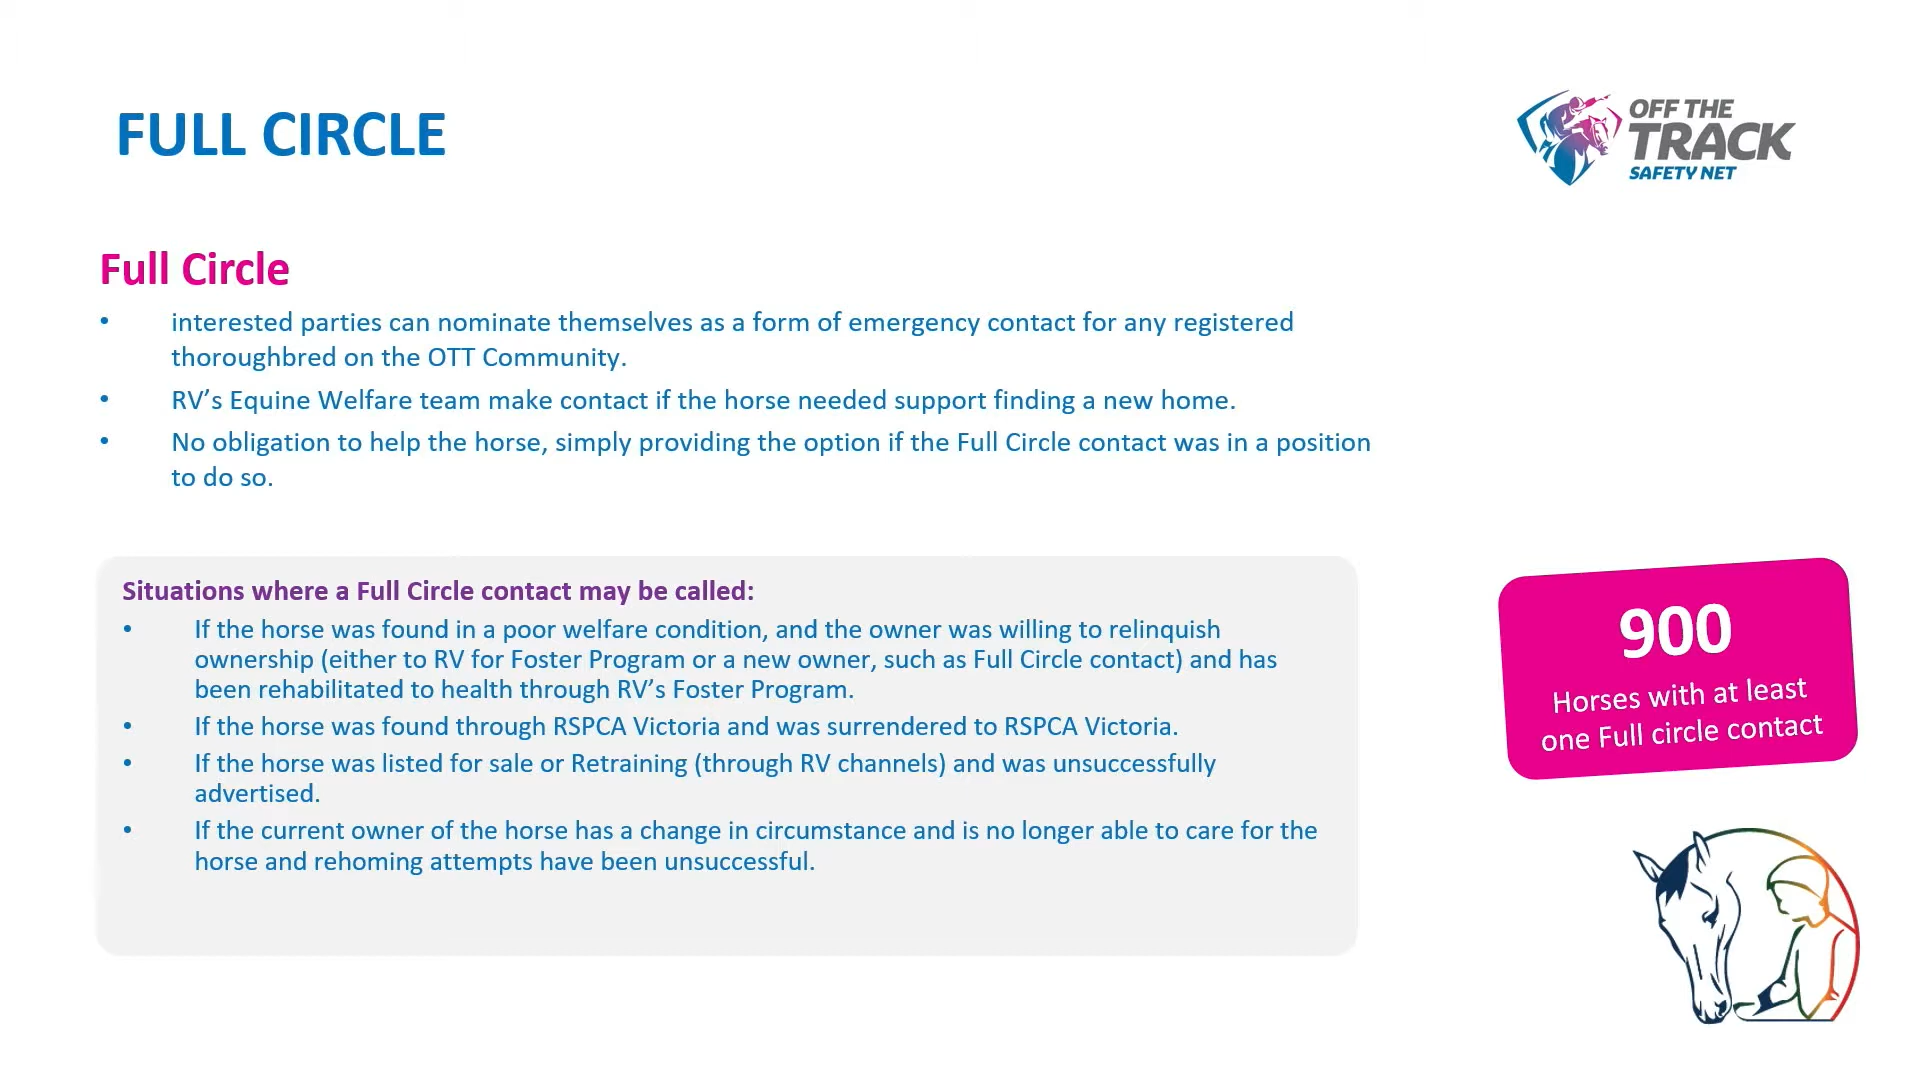 FULL CIRCLE
OFF THE
TRACK
SAFETY NET
Full Circle
• interested parties can nominate themselves as a form of emergency contact for any registered
thoroughbred on the OTT Community.
• RV’s Equine Welfare team make contact if the horse needed support finding a new home.
• No obligation to help the horse, simply providing the option if the Full Circle contact was in a position
to do so.
Situations where a Full Circle contact may be called:
• If the horse was found in a poor welfare condition, and the owner was willing to relinquish
ownership (either to RV for Foster Program or a new owner, such as Full Circle contact) and has
been rehabilitated to health through RV’s Foster Program.
• If the horse was found through RSPCA Victoria and was surrendered to RSPCA Victoria.
• If the horse was listed for sale or Retraining (through RV channels) and was unsuccessfully
advertised.
• If the current owner of the horse has a change in circumstance and is no longer able to care for the
horse and rehoming attempts have been unsuccessful.
900
Horses with at least
one Full circle contact